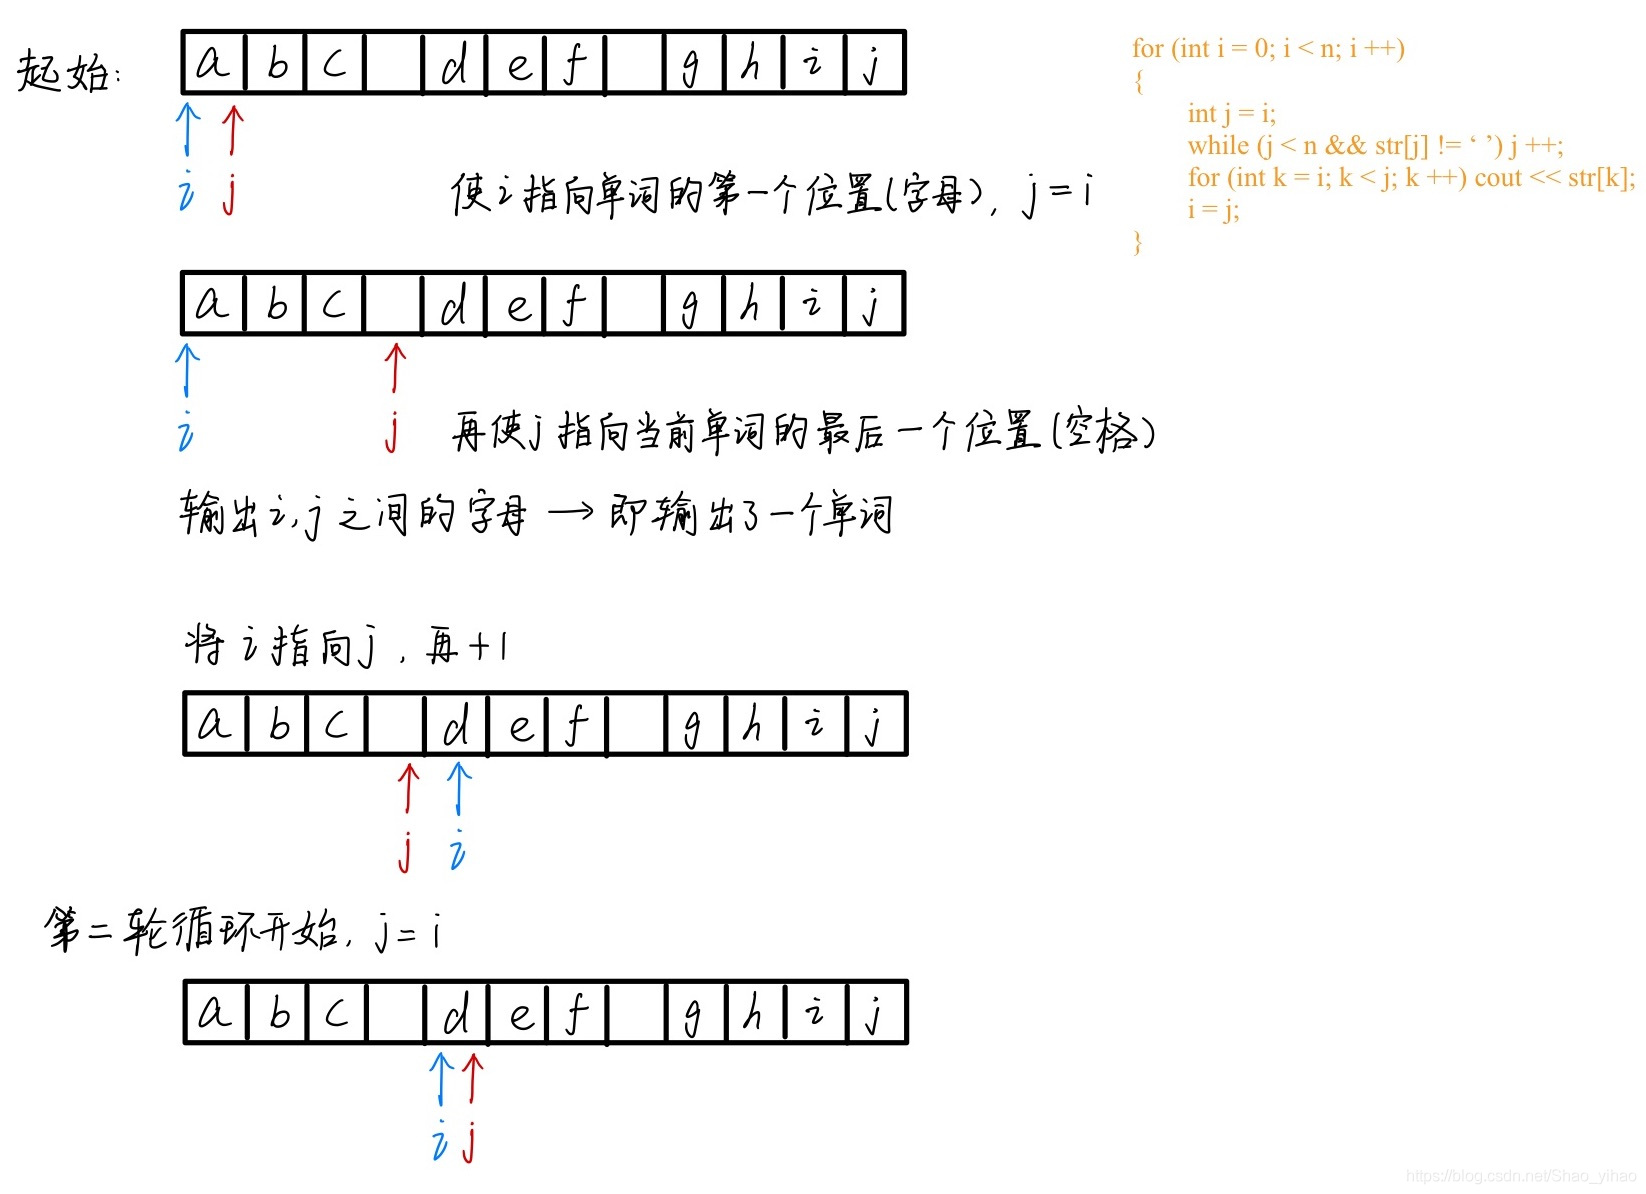 起始:
a b c d e f g h i j
i j
使i指向单词的第一个位置(字母), j = i
for (int i = 0; i < n; i ++)
{
int j = i;
while (j < n && str[j] != ‘ ’) j ++;
for (int k = i; k < j; k ++) cout << str[k];
i = j;
}
a b c d e f g h i j
i j
再使j指向当前单词的最后一个位置(空格)
输出i,j之间的字母 → 即输出了一个单词
将i指向j, 再+1
a b c d e f g h i j
j i
第二轮循环开始, j = i
a b c d e f g h i j
i j
https://blog.csdn.net/Shao_yihao